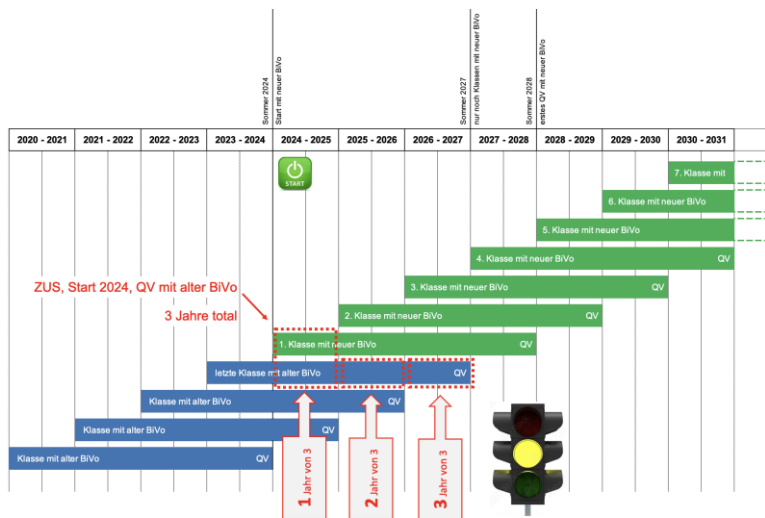 Sommer 2024
Start mit neuer BiVo
Sommer 2027
nur noch Klassen mit neuer BiVo
Sommer 2028
erstes QV mit neuer BiVo
2020 - 2021
2021 - 2022
2022 - 2023
2023 - 2024
2024 - 2025
2025 - 2026
2026 - 2027
2027 - 2028
2028 - 2029
2029 - 2030
2030 - 2031
START
7. Klasse mit
6. Klasse mit neuer BiVo
5. Klasse mit neuer BiVo
4. Klasse mit neuer BiVo QV
ZUS, Start 2024, QV mit alter BiVo
3. Klasse mit neuer BiVo QV
3 Jahre total
2. Klasse mit neuer BiVo QV
1. Klasse mit neuer BiVo QV
letzte Klasse mit alter BiVo QV
Klasse mit alter BiVo QV
Klasse mit alter BiVo QV
Klasse mit alter BiVo QV
1 Jahr von 3
2 Jahr von 3
3 Jahr von 3